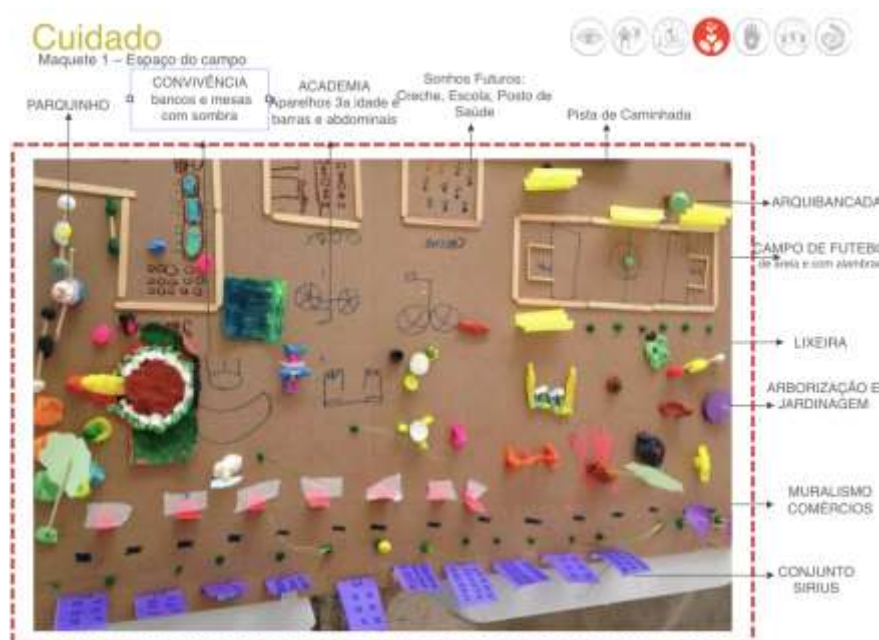 Cuidado
Maquete 1 – Espaço do campo
PARQUINHO
CONVIVÊNCIA
bancos e mesas
com sombra
ACADEMIA
Aparelhos 3a idade e
barras e abdominais
Sonhos Futuros:
Creche, Escola, Posto de
Saúde
Pista de Caminhada
ARQUIBANCADA
CAMPO DE FUTEBO
de areia e com alambra
LIXEIRA
ARBORIZAÇÃO E
JARDINAGEM
MURALISMO
COMÉRCIOS
CONJUNTO
SIRIUS